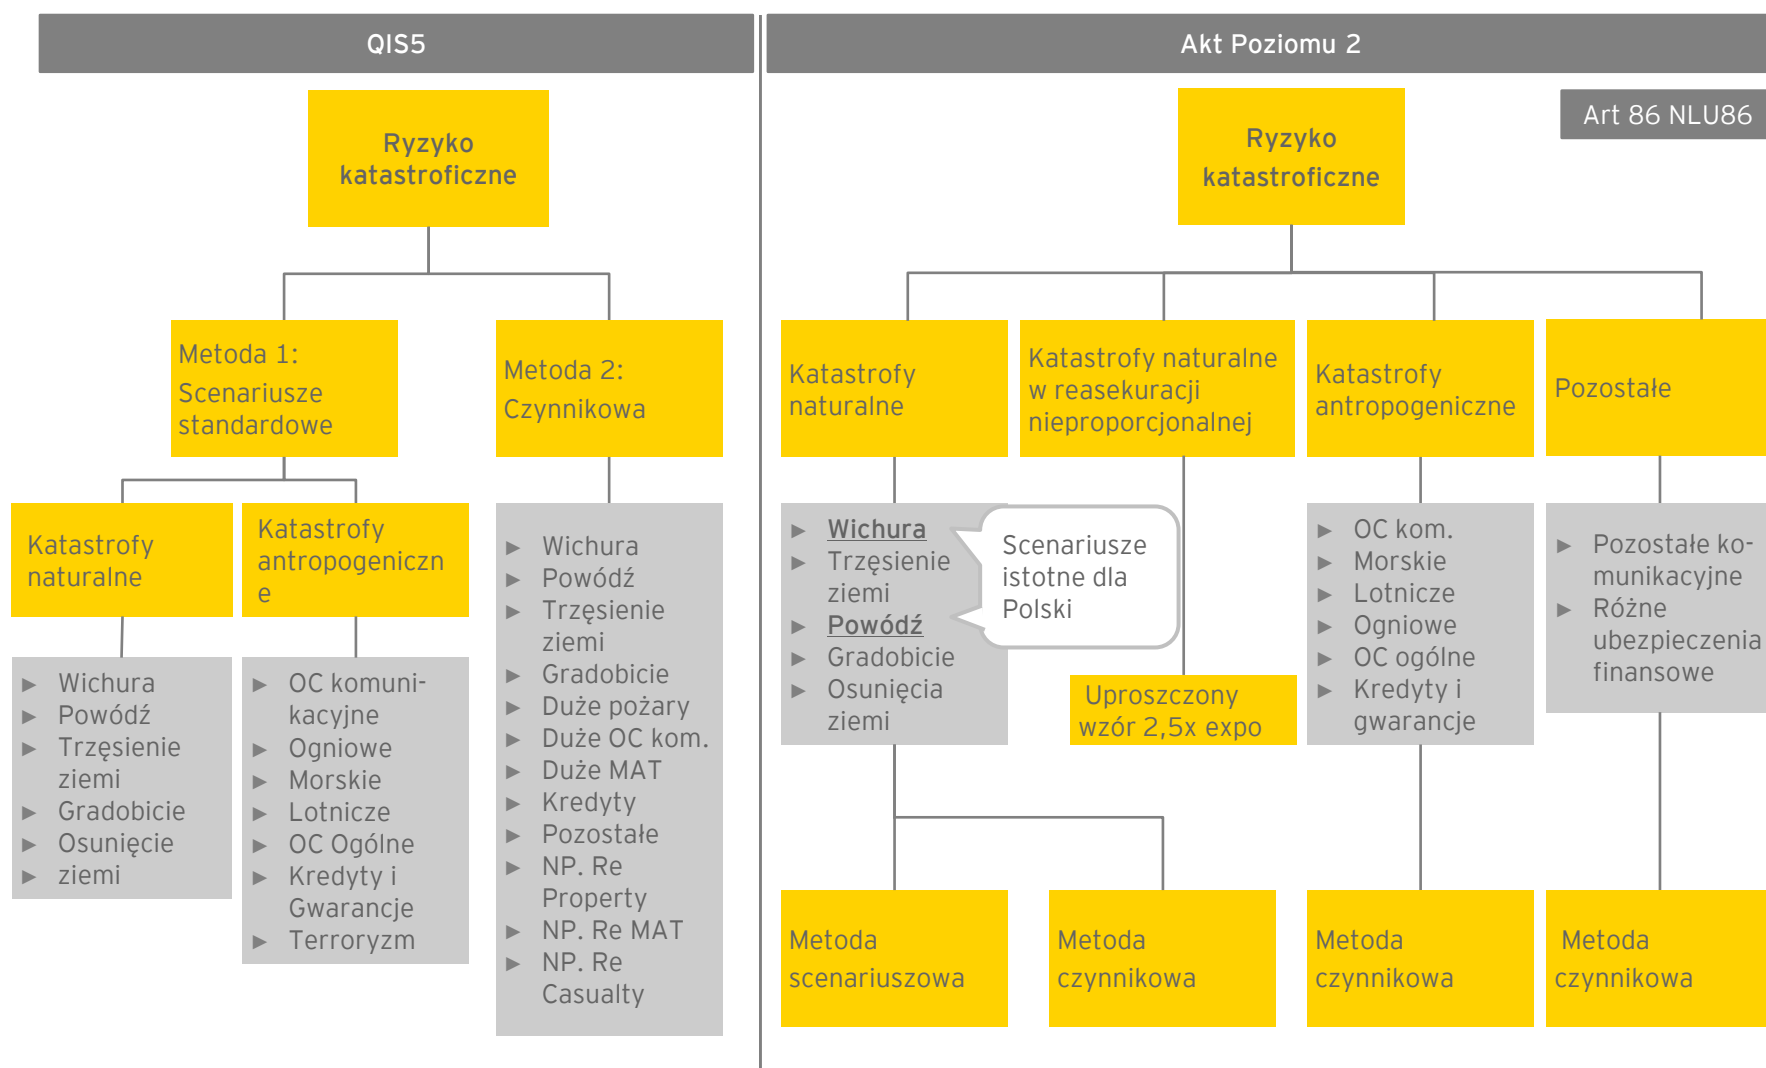 QIS5
Ryzyko
katastroficzne
Metoda 1:
Scenariusze
standardowe
Metoda 2:
Czynnikowa
Katastrofy
naturalne
Katastrofy
antropogeniczn
e
► Wichura
► Powódź
► Trzęsienie
ziemi
► Gradobicie
► Osunięcie
► ziemi
► OC komuni-
kacyjne
► Ogniowe
► Morskie
► Lotnicze
► OC Ogólne
► Kredyty i
Gwarancje
► Terroryzm
► Wichura
► Powódź
► Trzęsienie
ziemi
► Gradobicie
► Duże pożary
► Duże OC kom.
► Duże MAT
► Kredyty
► Pozostałe
► NP. Re
Property
► NP. Re MAT
► NP. Re
Casualty
Akt Poziomu 2
Art 86 NLU86
Ryzyko
katastroficzne
Katastrofy
naturalne
Katastrofy naturalne
w reasekuracji
nieproporcjonalnej
Katastrofy
antropogeniczne
Pozostałe
► Wichura
► Trzęsienie
ziemi
► Powódź
► Gradobicie
► Osunięcia
ziemi
Scenariusze
istotne dla
Polski
Uproszczony
wzór 2,5x expo
► OC kom.
► Morskie
► Lotnicze
► Ogniowe
► OC ogólne
► Kredyty i
gwarancje
► Pozostałe ko-
munikacyjne
► Różne
ubezpieczenia
finansowe
Metoda
scenariuszowa
Metoda
czynnikowa
Metoda
czynnikowa
Metoda
czynnikowa